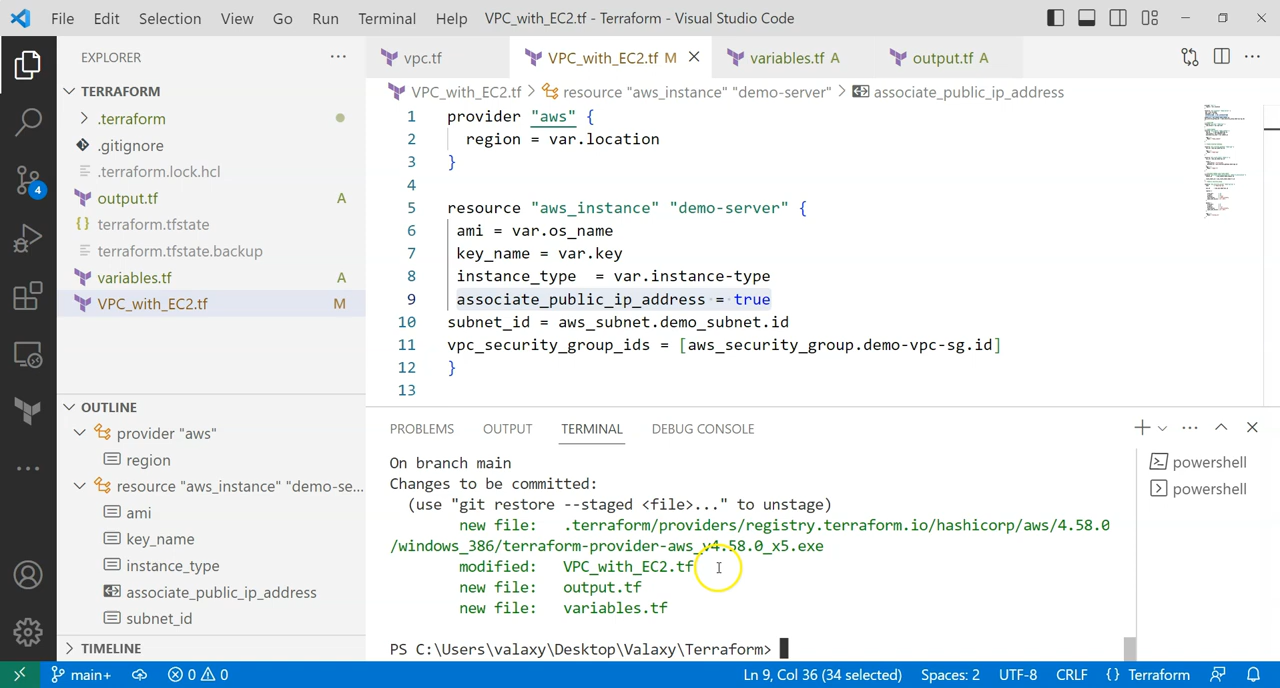 File Edit Selection View Go Run Terminal Help VPC_with_EC2.tf - Terraform - Visual Studio Code
EXPLORER
TERRAFORM
.terraform
.gitignore
.terraform.lock.hcl
output.tf A
terraform.tfstate
terraform.tfstate.backup
variables.tf A
VPC_with_EC2.tf M
4
OUTLINE
provider "aws"
region
resource "aws_instance" "demo-se...
ami
key_name
instance_type
associate_public_ip_address
subnet_id
TIMELINE
vpc.tf VPC_with_EC2.tf M variables.tf A output.tf A
VPC_with_EC2.tf > resource "aws_instance" "demo-server" > associate_public_ip_address
1 provider "aws" {
2 region = var.location
3 }
4
5 resource "aws_instance" "demo-server" {
6 ami = var.os_name
7 key_name = var.key
8 instance_type  = var.instance-type
9 associate_public_ip_address = true
10 subnet_id = aws_subnet.demo_subnet.id
11 vpc_security_group_ids = [aws_security_group.demo-vpc-sg.id]
12 }
13
PROBLEMS OUTPUT TERMINAL DEBUG CONSOLE
On branch main
Changes to be committed:
(use "git restore --staged <file>..." to unstage)
new file: .terraform/providers/registry.terraform.io/hashicorp/aws/4.58.0
/windows_386/terraform-provider-aws_v4.58.0_x5.exe
modified: VPC_with_EC2.tf
new file: output.tf
new file: variables.tf
PS C:\Users\valaxy\Desktop\Valaxy\Terraform>
powershell
powershell
main+ 0 0 Ln 9, Col 36 (34 selected) Spaces: 2 UTF-8 CRLF {} Terraform